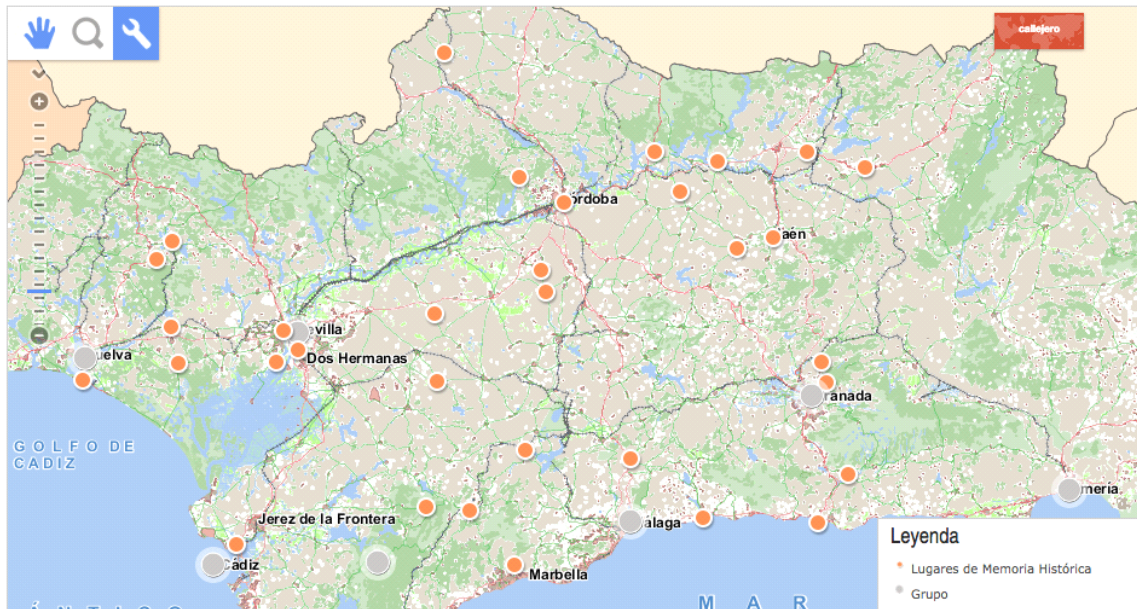 callejero
Córdoba
Jaén
Sevilla
Huelva
Dos Hermanas
Granada
GOLFO DE
CADIZ
Almería
Jerez de la Frontera
Málaga
Cádiz
Marbella
MAR
Leyenda
Lugares de Memoria Histórica
Grupo